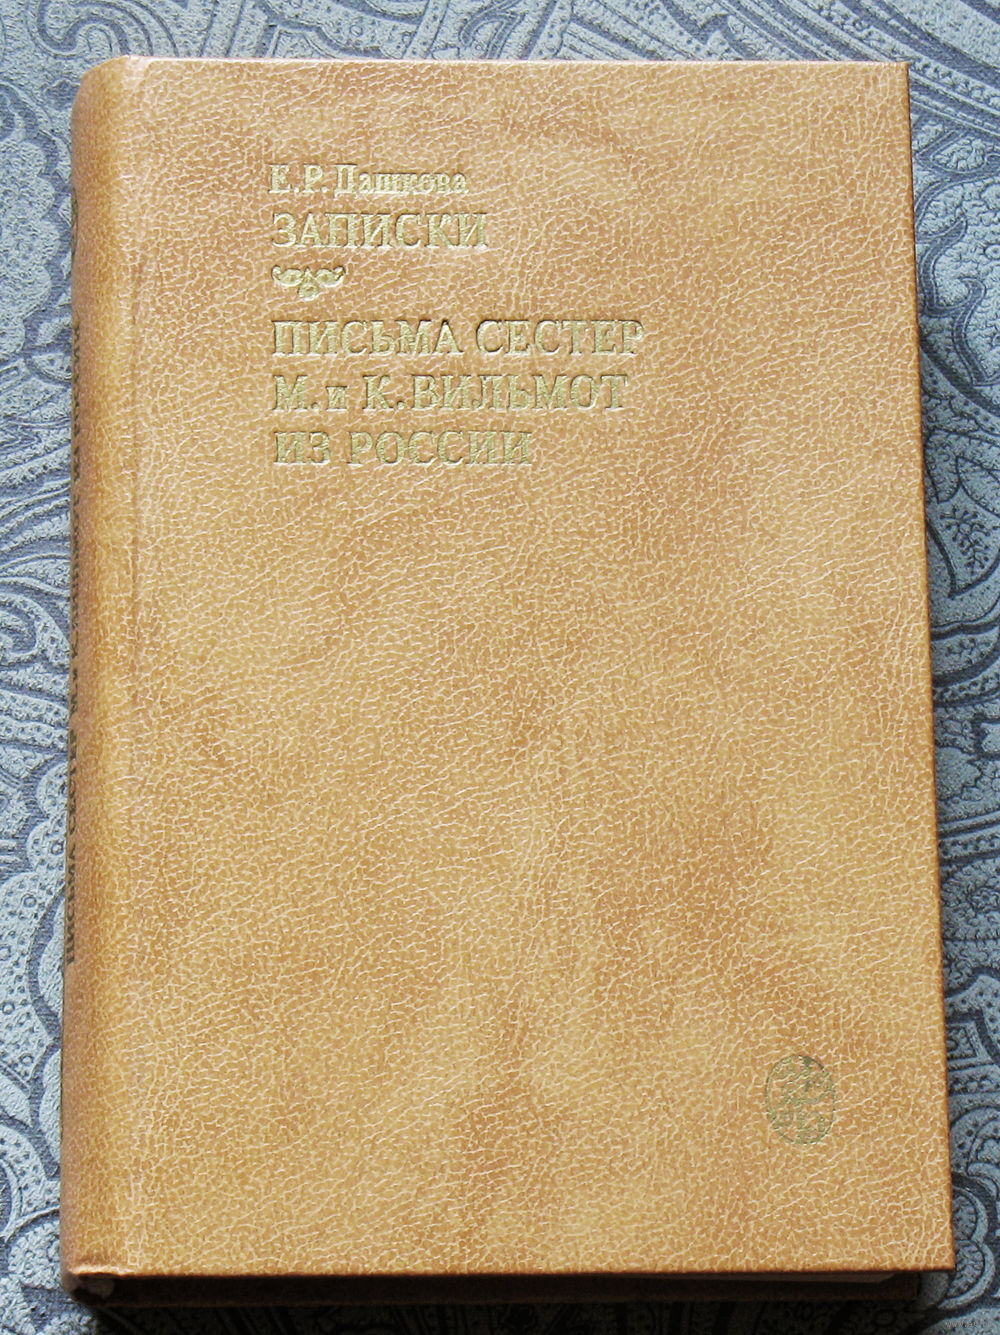 Е.Р. Дашкова
ЗАПИСКИ
ПИСЬМА СЕСТЕР
М. и К. ВИЛЬМОТ
ИЗ РОССИИ